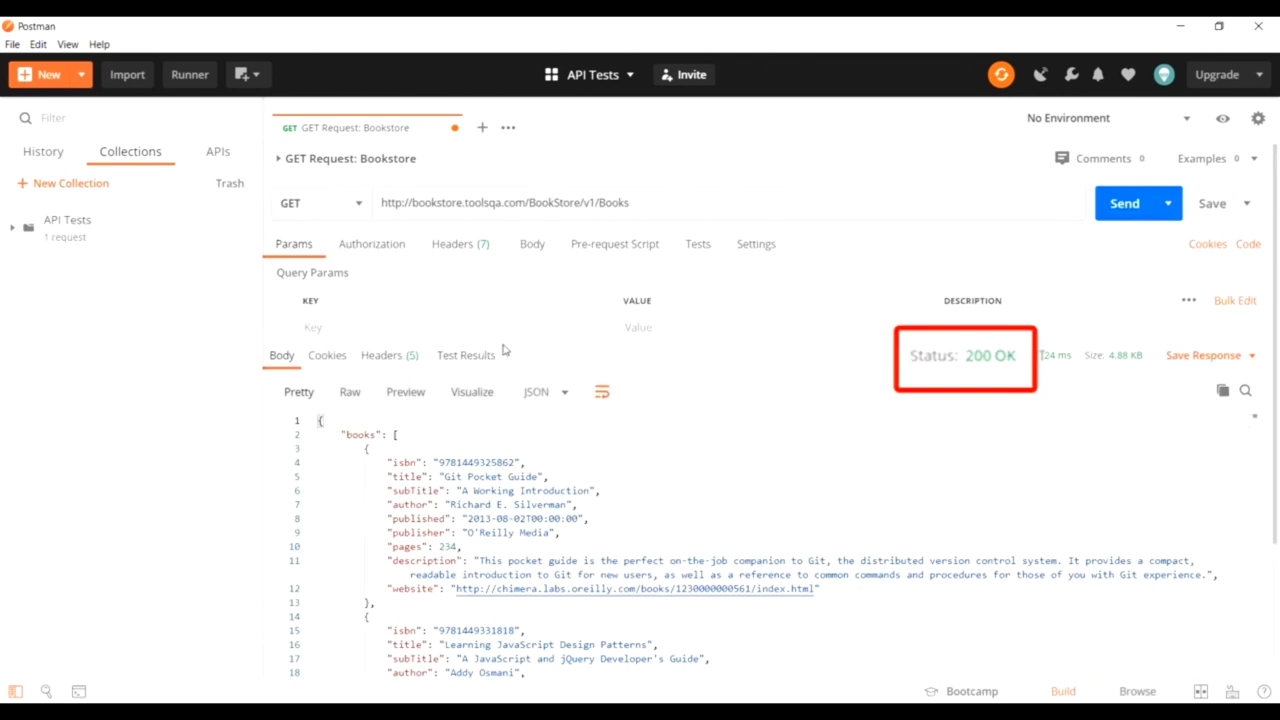 Postman
File Edit View Help
New Import Runner API Tests Invite Upgrade
Filter
GET GET Request: Bookstore
No Environment
History Collections APIs
GET Request: Bookstore Comments 0 Examples 0
+ New Collection Trash
GET http://bookstore.toolsqa.com/BookStore/v1/Books Send Save
API Tests
1 request
Params Authorization Headers (7) Body Pre-request Script Tests Settings Cookies Code
Query Params
KEY VALUE DESCRIPTION ••• Bulk Edit
Key Value
Body Cookies Headers (5) Test Results Status: 200 OK 24 ms Size: 4.88 KB Save Response
Pretty Raw Preview Visualize JSON
1 {
2 "books": [
3 {
4 "isbn": "9781449325862",
5 "title": "Git Pocket Guide",
6 "subTitle": "A Working Introduction",
7 "author": "Richard E. Silverman",
8 "published": "2013-08-02T00:00:00",
9 "publisher": "O'Reilly Media",
10 "pages": 234,
11 "description": "This pocket guide is the perfect on-the-job companion to Git, the distributed version control system. It provides a compact,
readable introduction to Git for new users, as well as a reference to common commands and procedures for those of you with Git experience.",
12 "website": "http://chimera.labs.oreilly.com/books/1230000000561/index.html"
13 },
14 {
15 "isbn": "9781449331818",
16 "title": "Learning JavaScript Design Patterns",
17 "subTitle": "A JavaScript and jQuery Developer's Guide",
18 "author": "Addy Osmani",
Bootcamp Build Browse